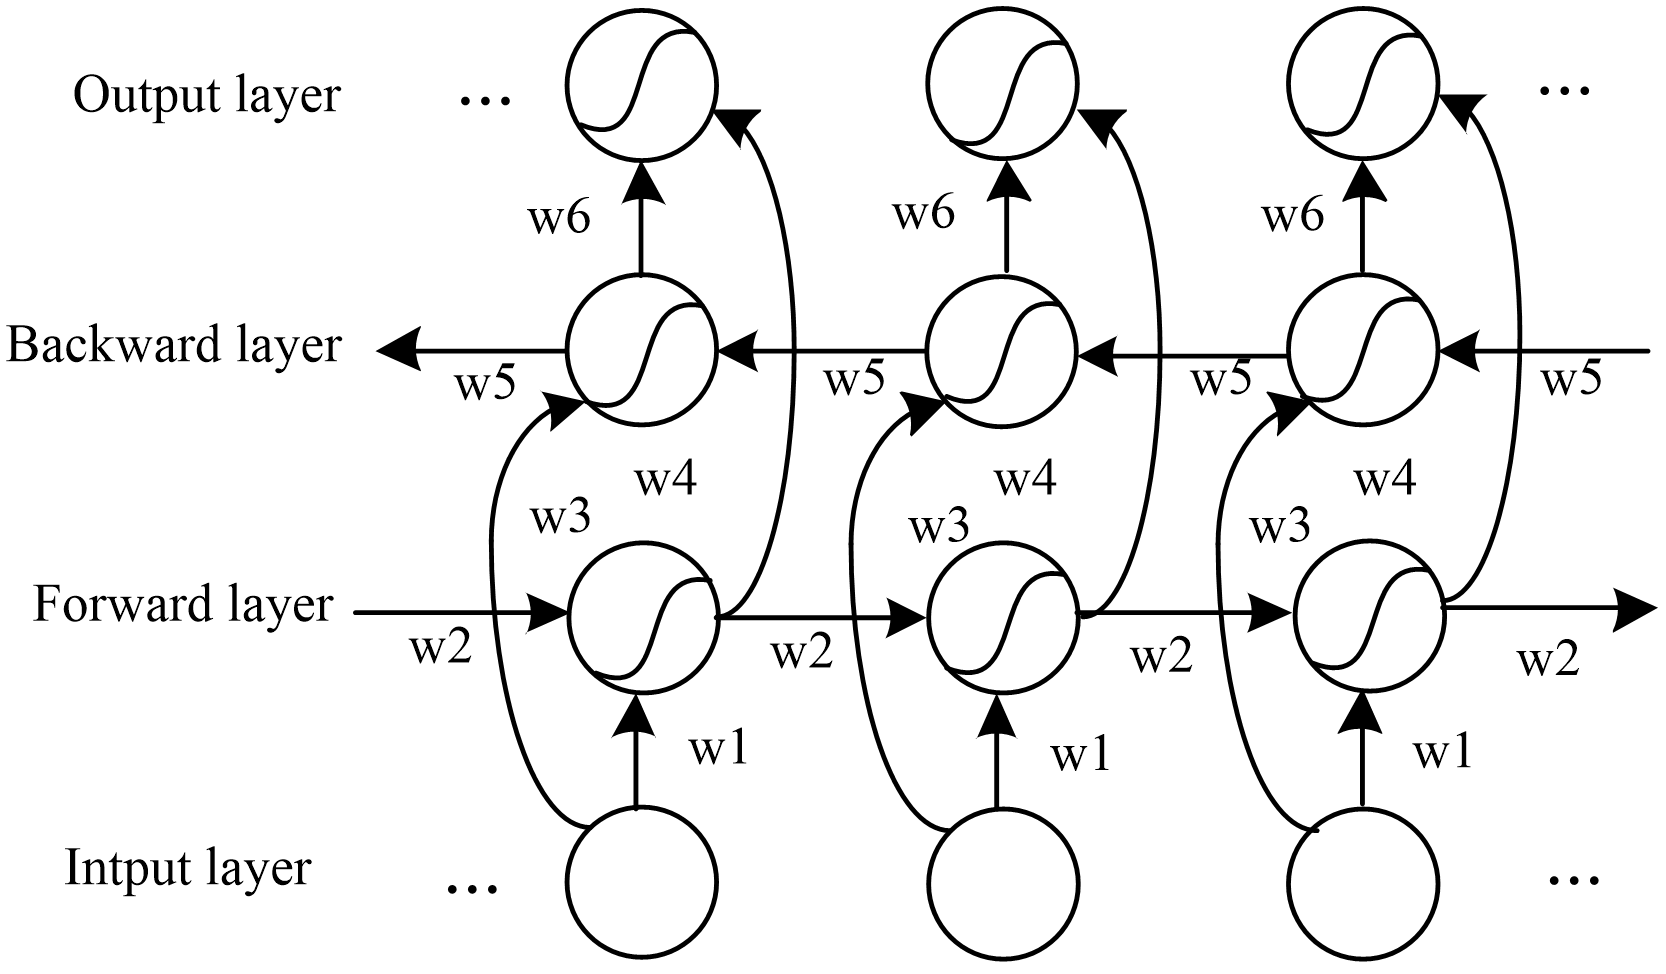 Output layer ... ...
w6 w6 w6
Backward layer
w5 w5 w5 w5
w4 w4 w4
w3 w3 w3
Forward layer
w2 w2 w2 w2
w1 w1 w1
Intput layer ... ...